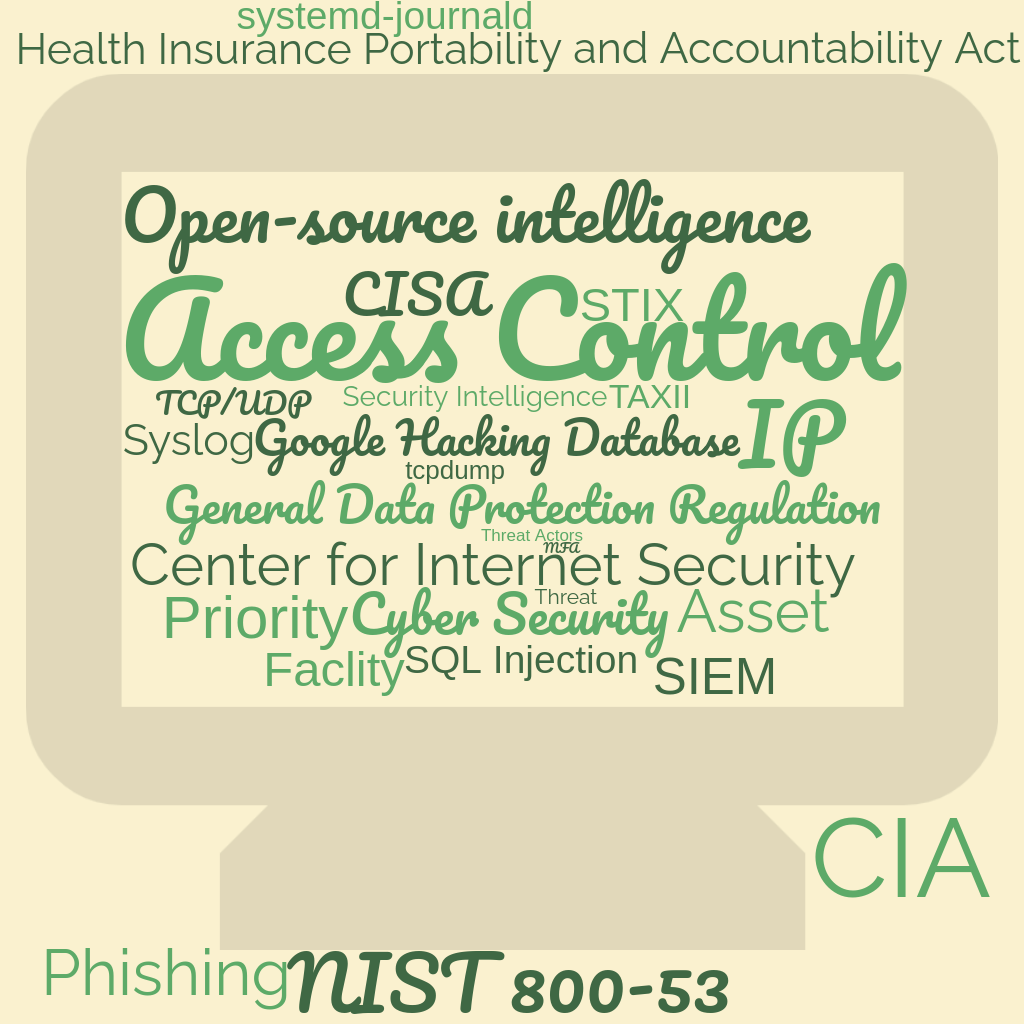 systemd-journald
Health Insurance Portability and Accountability Act
Open-source intelligence
CISA
STIX
Access Control
TCP/UDP
Security Intelligence
TAXII
IP
Syslog
Google Hacking Database
tcpdump
General Data Protection Regulation
Threat Actors
MFA
Center for Internet Security
Threat
Priority
Cyber Security
Asset
Faclity
SQL Injection
SIEM
CIA
Phishing
NIST 800-53